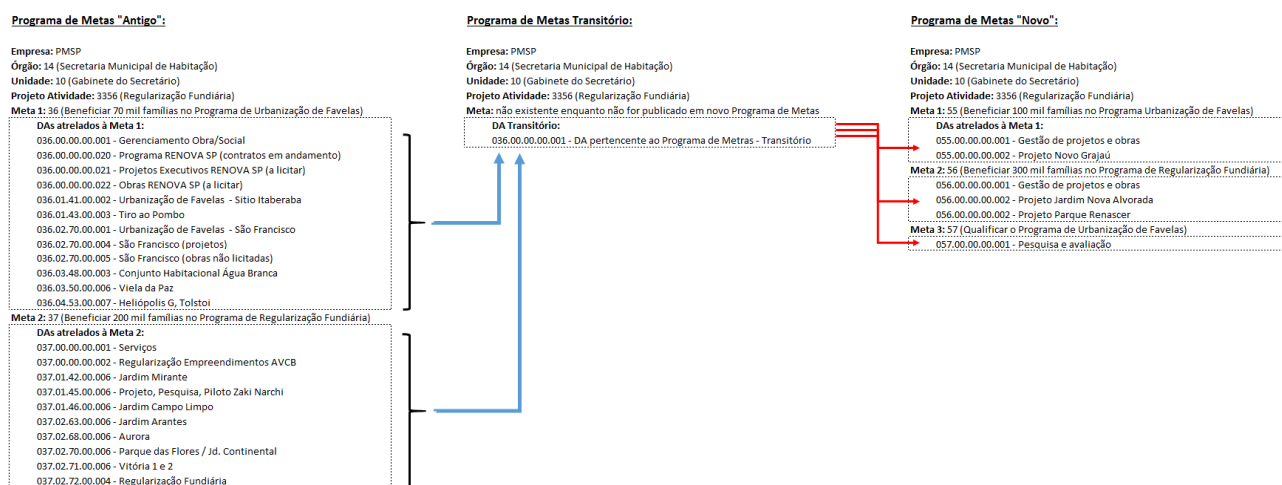 Programa de Metas "Antigo":
Empresa: PMSP
Órgão: 14 (Secretaria Municipal de Habitação)
Unidade: 10 (Gabinete do Secretário)
Projeto Atividade: 3356 (Regularização Fundiária)
Meta 1: 36 (Beneficiar 70 mil famílias no Programa de Urbanização de Favelas)
DAs atrelados à Meta 1:
036.00.00.00.001 - Gerenciamento Obra/Social
036.00.00.00.020 - Programa RENOVA SP (contratos em andamento)
036.00.00.00.021 - Projetos Executivos RENOVA SP (a licitar)
036.00.00.00.022 - Obras RENOVA SP (a licitar)
036.01.41.00.002 - Urbanização de Favelas - Sitio Itaberaba
036.01.43.00.003 - Tiro ao Pombo
036.02.70.00.001 - Urbanização de Favelas - São Francisco
036.02.70.00.004 - São Francisco (projetos)
036.02.70.00.005 - São Francisco (obras não licitadas)
036.03.48.00.003 - Conjunto Habitacional Água Branca
036.03.50.00.006 - Viela da Paz
036.04.53.00.007 - Heliópolis G, Tolstoi
Meta 2: 37 (Beneficiar 200 mil famílias no Programa de Regularização Fundiária)
DAs atrelados à Meta 2:
037.00.00.00.001 - Serviços
037.00.00.00.002 - Regularização Empreendimentos AVCB
037.01.42.00.006 - Jardim Mirante
037.01.45.00.006 - Projeto, Pesquisa, Piloto Zaki Narchi
037.01.46.00.006 - Jardim Campo Limpo
037.02.63.00.006 - Jardim Arantes
037.02.68.00.006 - Aurora
037.02.70.00.006 - Parque das Flores / Jd. Continental
037.02.71.00.006 - Vitória 1 e 2
037.02.72.00.004 - Regularização Fundiária
Programa de Metas Transitório:
Empresa: PMSP
Órgão: 14 (Secretaria Municipal de Habitação)
Unidade: 10 (Gabinete do Secretário)
Projeto Atividade: 3356 (Regularização Fundiária)
Meta: não existente enquanto não for publicado em novo Programa de Metas
DA Transitório:
036.00.00.00.001 - DA pertencente ao Programa de Metras - Transitório
Programa de Metas "Novo":
Empresa: PMSP
Órgão: 14 (Secretaria Municipal de Habitação)
Unidade: 10 (Gabinete do Secretário)
Projeto Atividade: 3356 (Regularização Fundiária)
Meta 1: 55 (Beneficiar 100 mil famílias no Programa Urbanização de Favelas)
DAs atrelados à Meta 1:
055.00.00.00.001 - Gestão de projetos e obras
055.00.00.00.002 - Projeto Novo Grajaú
Meta 2: 56 (Beneficiar 300 mil famílias no Programa de Regularização Fundiária)
056.00.00.00.001 - Gestão de projetos e obras
056.00.00.00.002 - Projeto Jardim Nova Alvorada
056.00.00.00.002 - Projeto Parque Renascer
Meta 3: 57 (Qualificar o Programa de Urbanização de Favelas)
057.00.00.00.001 - Pesquisa e avaliação